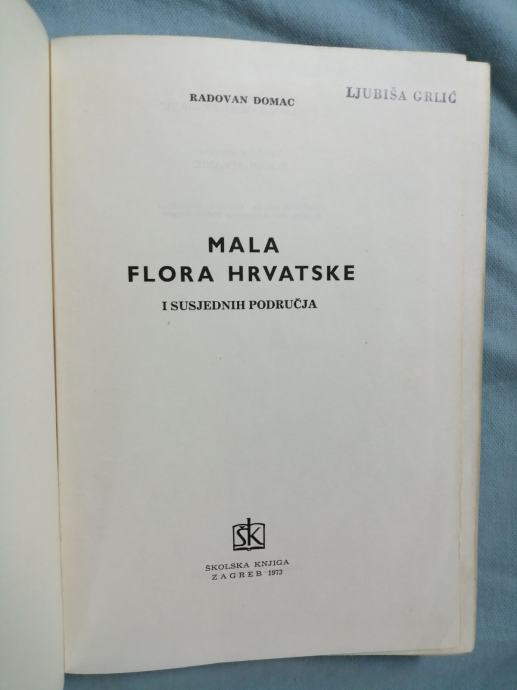 RADOVAN DOMAC
LJUBIŠA GRLIĆ
MALA
FLORA HRVATSKE
I SUSJEDNIH PODRUČJA
ŠK
ŠKOLSKA KNJIGA
ZAGREB 1973